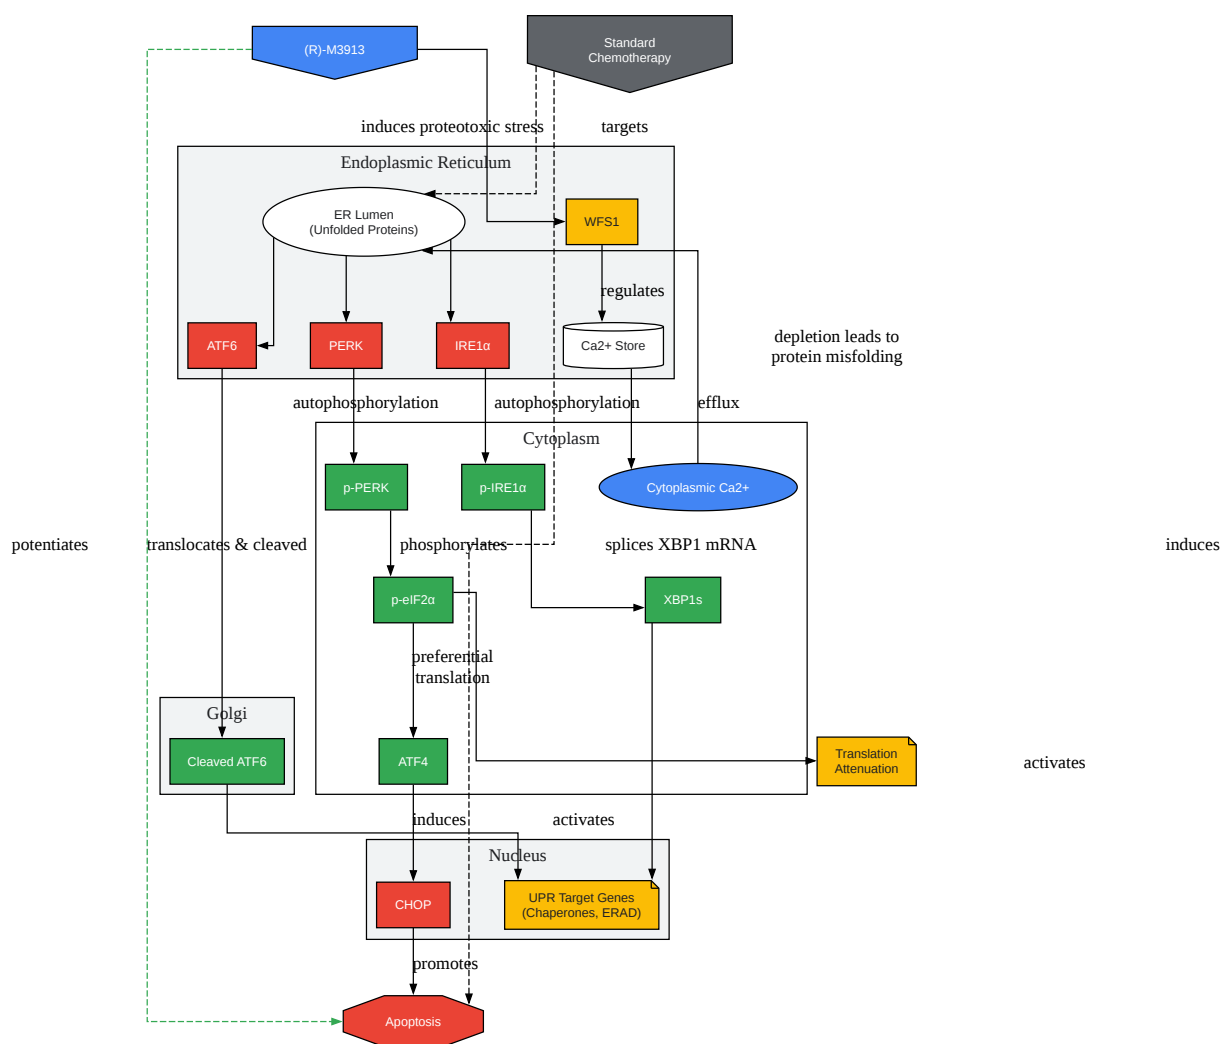 (R)-M3913
Standard
Chemotherapy
induces proteotoxic stress
targets
Endoplasmic Reticulum
ER Lumen
(Unfolded Proteins)
WFS1
regulates
ATF6
PERK
IRE1α
Ca2+ Store
depletion leads to
protein misfolding
autophosphorylation
autophosphorylation
efflux
Cytoplasm
p-PERK
p-IRE1α
Cytoplasmic Ca2+
potentiates
translocates & cleaved
phosphorylates
splices XBP1 mRNA
induces
p-eIF2α
XBP1s
preferential
translation
Golgi
Cleaved ATF6
ATF4
Translation
Attenuation
activates
induces
activates
Nucleus
CHOP
UPR Target Genes
(Chaperones, ERAD)
promotes
Apoptosis